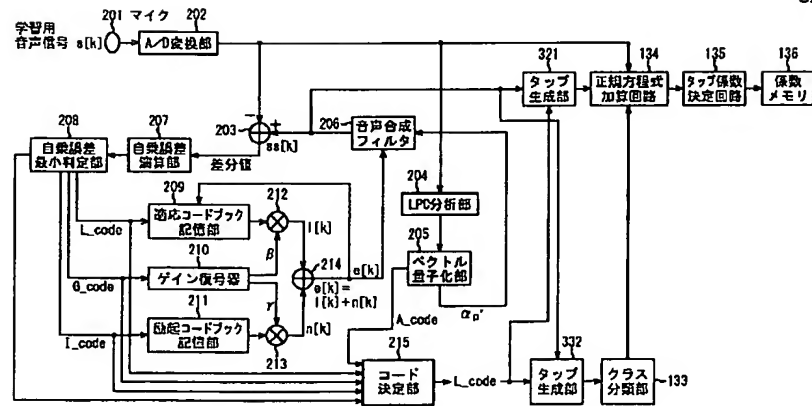 学習用
音声信号 s[k]
201 マイク
202
A/D変換部
321
タップ
生成部
134
正規方程式
加算回路
135
タップ係数
決定回路
136
係数
メモリ
208
自乗誤差
最小判定部
207
自乗誤差
演算部
-
203
+
ss[k]
差分値
206
音声合成
フィルタ
204
LPC分析部
205
ベクトル
量子化部
209
適応コードブック
記憶部
212
l[k]
L_code
210
ゲイン復号器
β
214
e[k]
e[k]=
l[k]+n[k]
G_code
γ
211
励起コードブック
記憶部
213
n[k]
I_code
A_code
αp'
215
コード
決定部
L_code
332
タップ
生成部
クラス
分類部
133